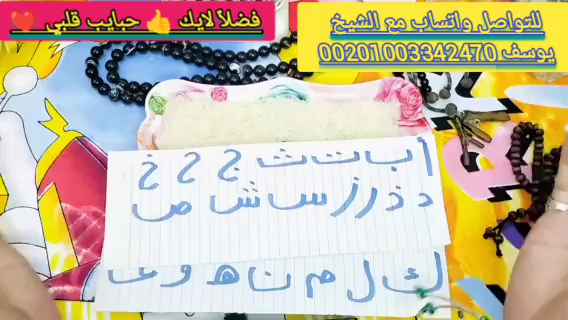 فضلاً لايك 👍 حبايب قلبي ❤️
للتواصل واتساب مع الشيخ
يوسف 00201003342470
أ ب ت ث ج ح خ
د ذ ر ز س ش ص
ك ل م ن ه و